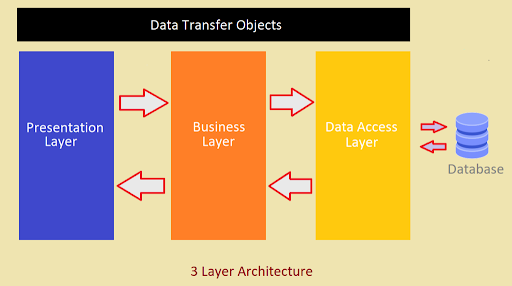 Data Transfer Objects
Presentation
Layer
Business
Layer
Data Access
Layer
Database
3 Layer Architecture